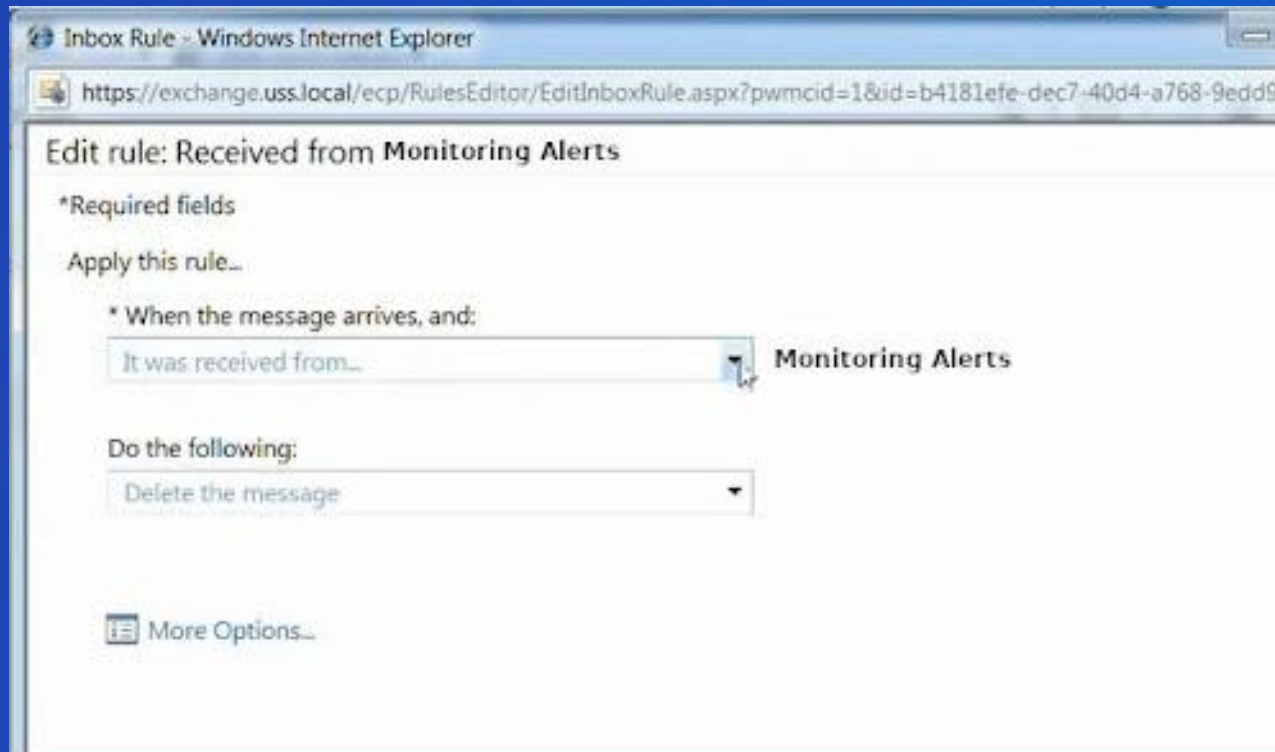 Inbox Rule - Windows Internet Explorer
https://exchange.uss.local/ecp/RulesEditor/EditInboxRule.aspx?pwmcid=1&id=b4181efe-dec7-40d4-a768-9edd9
Edit rule: Received from Monitoring Alerts
*Required fields
Apply this rule...
* When the message arrives, and:
It was received from... Monitoring Alerts
Do the following:
Delete the message
More Options...